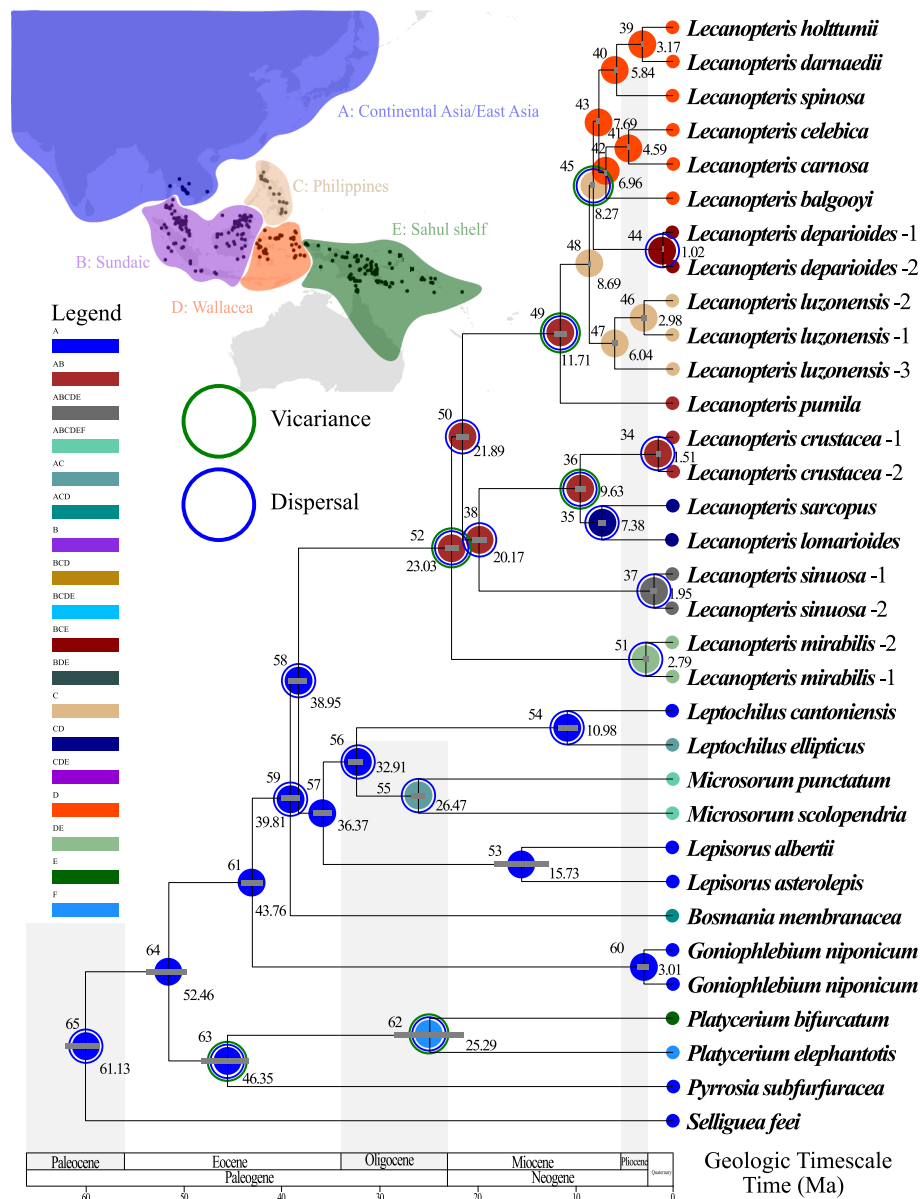 A: Continental Asia/East Asia
C: Philippines
E: Sahul shelf
B: Sundaic
D: Wallacea
Legend
A
AB
ABCDE
ABCDEF
AC
ACD
B
BCD
BCDE
BCE
BDE
C
CD
CDE
D
DE
E
F
Vicariance
Dispersal
Lecanopteris holttumii
Lecanopteris darnaedii
Lecanopteris spinosa
Lecanopteris celebica
Lecanopteris carnosa
Lecanopteris balgooyi
Lecanopteris deparioides -1
Lecanopteris deparioides -2
Lecanopteris luzonensis -2
Lecanopteris luzonensis -1
Lecanopteris luzonensis -3
Lecanopteris pumila
Lecanopteris crustacea -1
Lecanopteris crustacea -2
Lecanopteris sarcopus
Lecanopteris lomarioides
Lecanopteris sinuosa -1
Lecanopteris sinuosa -2
Lecanopteris mirabilis -2
Lecanopteris mirabilis -1
Leptochilus cantoniensis
Leptochilus ellipticus
Microsorum punctatum
Microsorum scolopendria
Lepisorus albertii
Lepisorus asterolepis
Bosmania membranacea
Goniophlebium niponicum
Goniophlebium niponicum
Platycerium bifurcatum
Platycerium elephantotis
Pyrrosia subfurfuracea
Selliguea feei
39
3.17
40
5.84
43
7.69
41
4.59
42
6.96
45
8.27
44
1.02
48
8.69
46
2.98
47
6.04
49
11.71
50
21.89
34
1.51
36
9.63
35
7.38
38
20.17
52
23.03
37
1.95
51
2.79
58
38.95
54
10.98
56
32.91
55
26.47
59
39.81
57
36.37
53
15.73
61
43.76
60
3.01
64
52.46
62
25.29
63
46.35
65
61.13
Paleocene
Eocene
Oligocene
Miocene
Pliocene
Quaternary
Paleogene
Neogene
60
50
40
30
20
10
0
Geologic Timescale
Time (Ma)